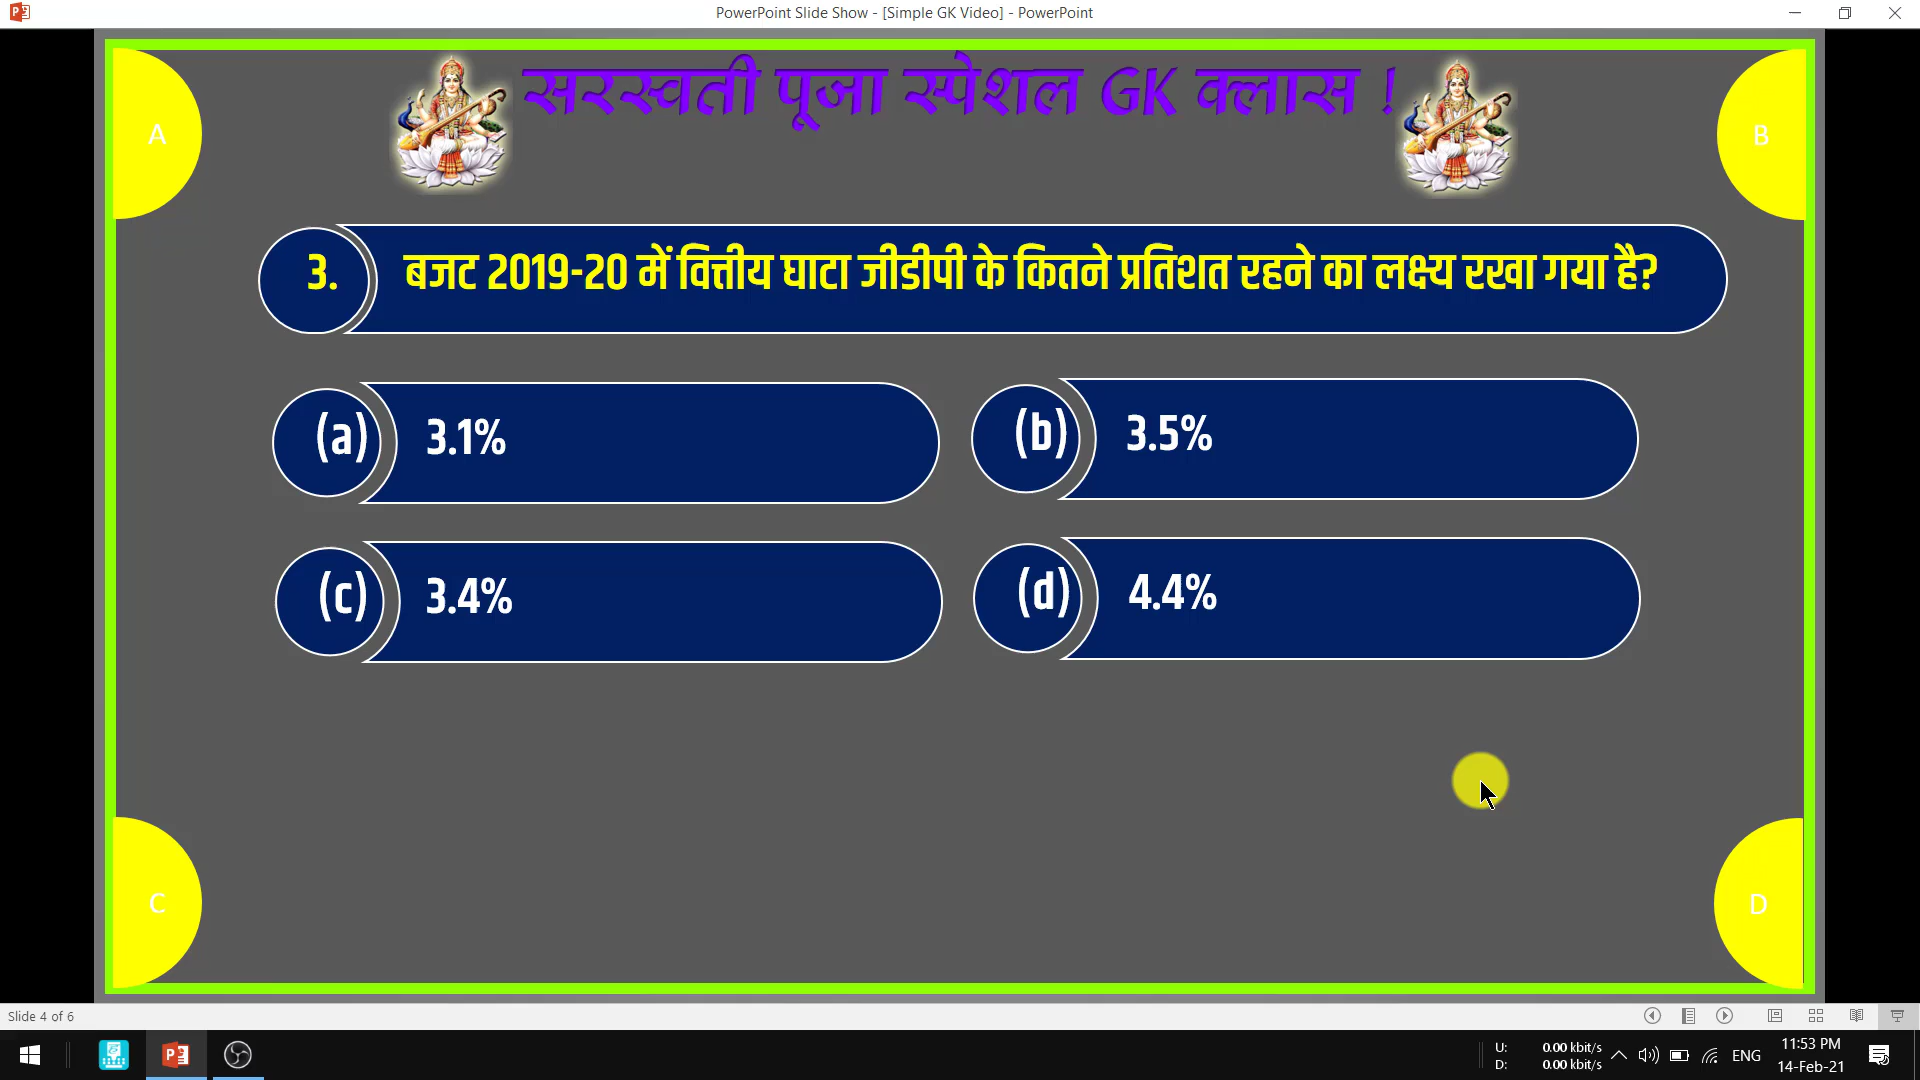 PowerPoint Slide Show - [Simple GK Video] - PowerPoint
सरस्वती पूजा स्पेशल GK क्लास !
A
B
3. बजट 2019-20 में वित्तीय घाटा जीडीपी के कितने प्रतिशत रहने का लक्ष्य रखा गया है?
(a) 3.1%
(b) 3.5%
(c) 3.4%
(d) 4.4%
C
D
Slide 4 of 6
U: 0.00 kbit/s
D: 0.00 kbit/s
ENG
11:53 PM
14-Feb-21